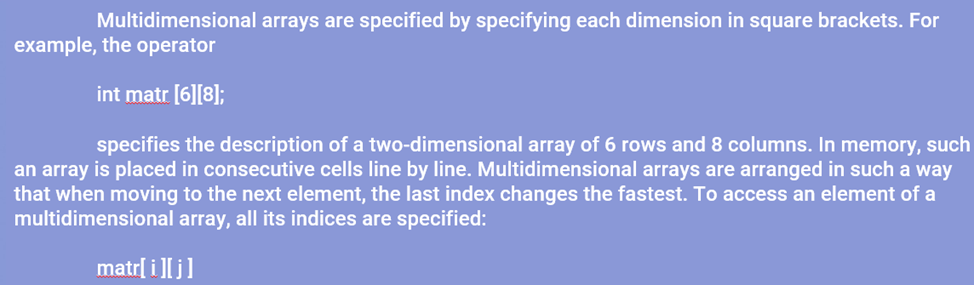 Multidimensional arrays are specified by specifying each dimension in square brackets. For
example, the operator
int matr [6][8];
specifies the description of a two-dimensional array of 6 rows and 8 columns. In memory, such
an array is placed in consecutive cells line by line. Multidimensional arrays are arranged in such a way
that when moving to the next element, the last index changes the fastest. To access an element of a
multidimensional array, all its indices are specified:
matr[ i ][ j ]